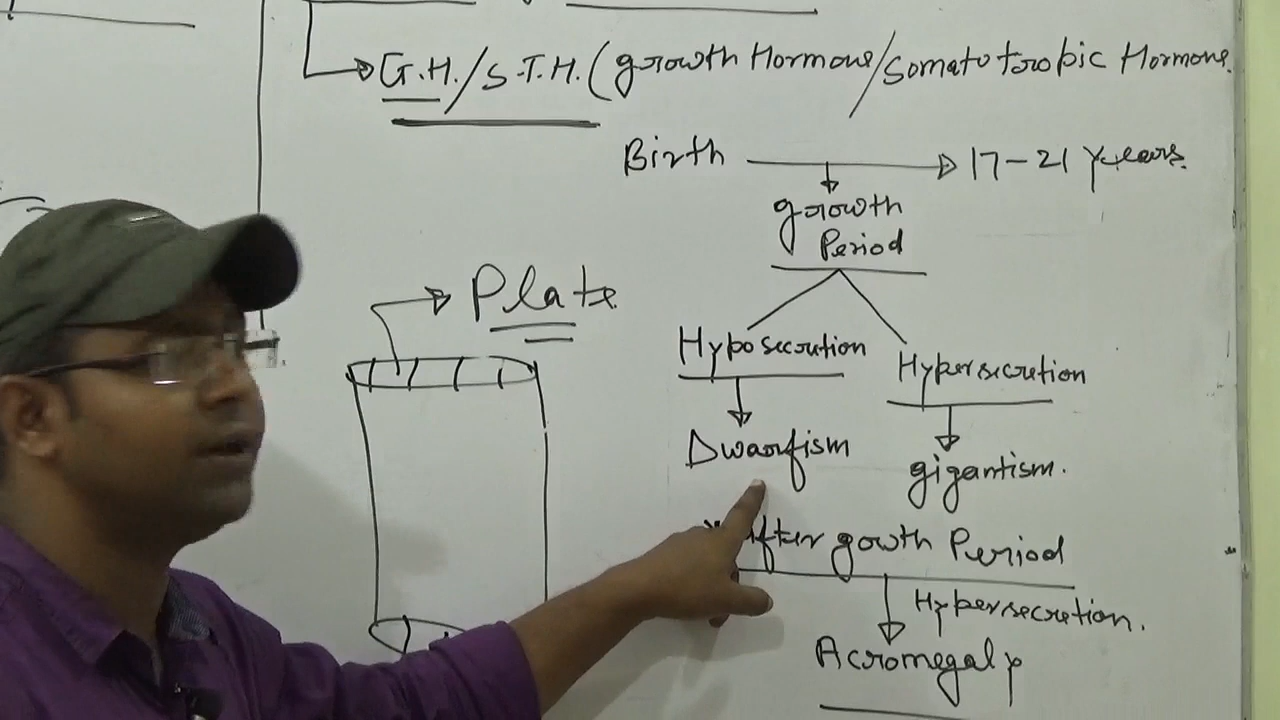 G.H./S.T.H. (growth Hormone/Somatotropic Hormone.
Birth → 17-21 Years.
growth
Period
Plate
Hyposecretion
Hypersecretion
Dwarfism
gigantism.
* After gowth Period
Hypersecretion.
Acromegaly